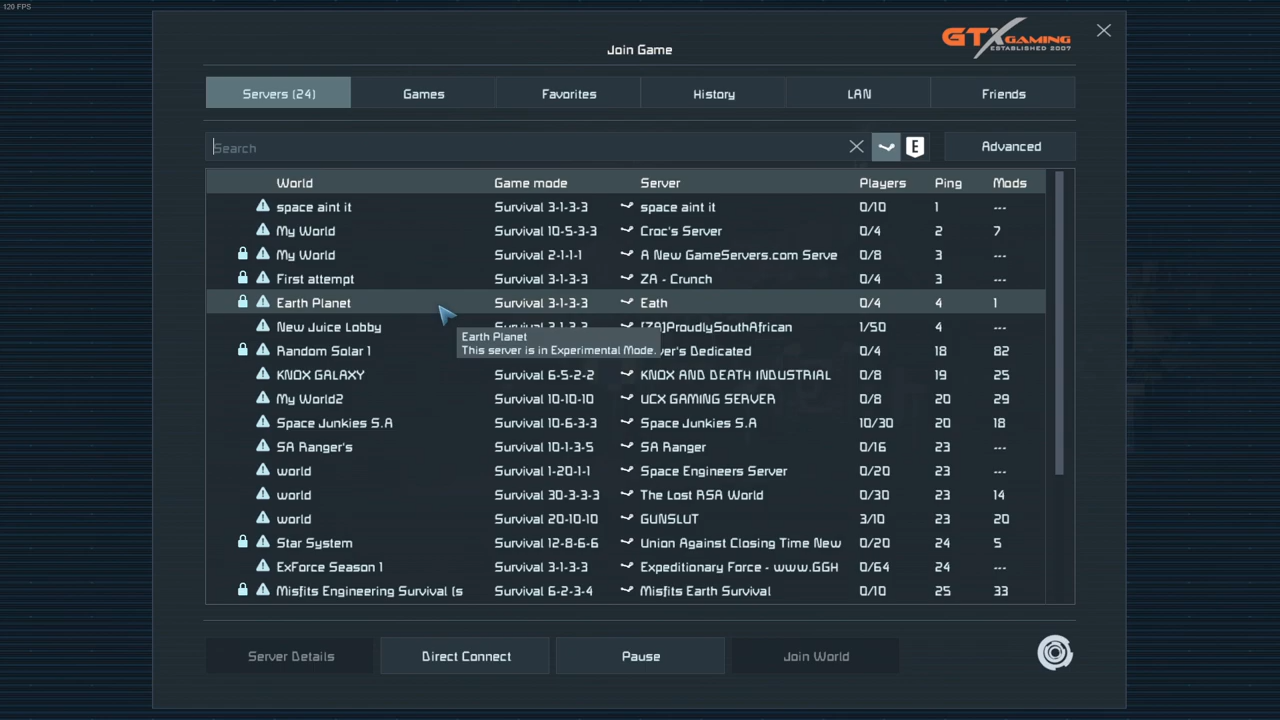 120 FPS
GTXGAMING
ESTABLISHED 2007
Join Game
Servers (24) Games Favorites History LAN Friends
Search E Advanced
World Game mode Server Players Ping Mods
space aint it Survival 3-1-3-3 space aint it 0/10 1 ---
My World Survival 10-5-3-3 Croc's Server 0/4 2 7
My World Survival 2-1-1-1 A New GameServers.com Serve 0/8 3 ---
First attempt Survival 3-1-3-3 ZA - Crunch 0/4 3 ---
Earth Planet Survival 3-1-3-3 Eath 0/4 4 1
New Juice Lobby Survival 3-1-3-3 [ZA]ProudlySouthAfrican 1/50 4 ---
Earth Planet
This server is in Experimental Mode.
Random Solar 1 ver's Dedicated 0/4 18 82
KNOX GALAXY Survival 6-5-2-2 KNOX AND DEATH INDUSTRIAL 0/8 19 25
My World2 Survival 10-10-10 UCX GAMING SERVER 0/8 20 29
Space Junkies S.A Survival 10-6-3-3 Space Junkies S.A 10/30 20 18
SA Ranger's Survival 10-1-3-5 SA Ranger 0/16 23 ---
world Survival 1-20-1-1 Space Engineers Server 0/20 23 ---
world Survival 30-3-3-3 The Lost RSA World 0/30 23 14
world Survival 20-10-10 GUNSLUT 3/10 23 20
Star System Survival 12-8-6-6 Union Against Closing Time New 0/20 24 5
ExForce Season 1 Survival 3-1-3-3 Expeditionary Force - www.GGH 0/64 24 ---
Misfits Engineering Survival (s Survival 6-2-3-4 Misfits Earth Survival 0/10 25 33
Server Details Direct Connect Pause Join World